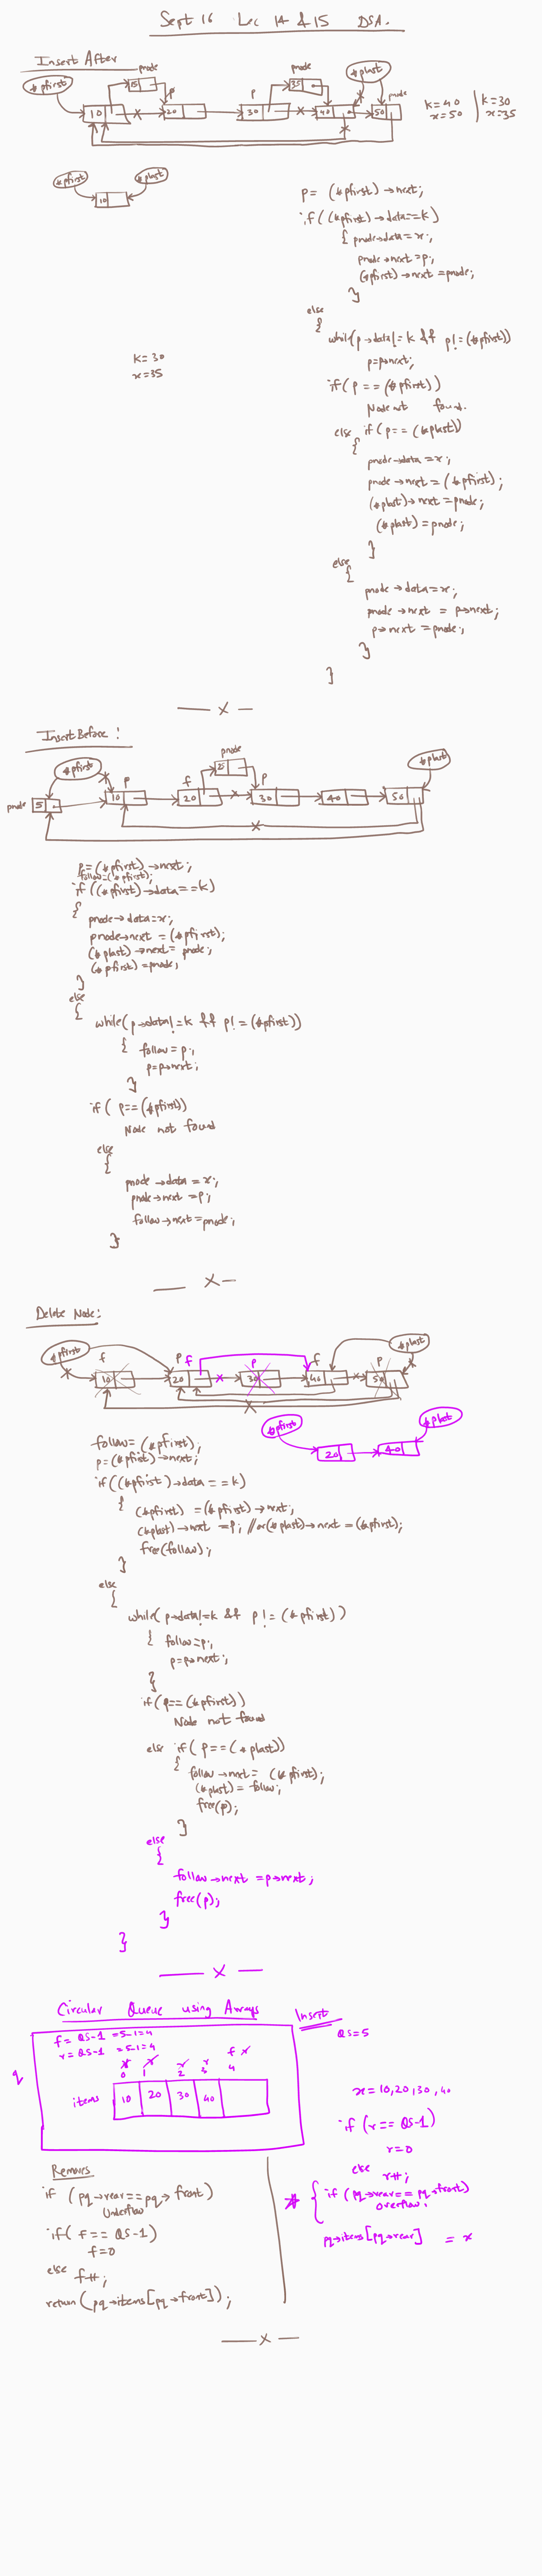 Sept 16 Lec 14 & 15 DSA.
Insert After
pnode pnode
*pfirst 15 p p 35 *plast pnode
10 20 30 40 50
k=40 k=30
x=50 x=35
*pfirst *plast
10
p= (*pfirst)→next;
if((*pfirst)→data==k)
{ pnode→data=x;
pnode→next=p;
(*pfirst)→next=pnode;
}
else
{
while(p→data!=k && p!=(*pfirst))
p=p→next;
k=30
x=35
if(p==(*pfirst))
Node not found.
else if(p==(*plast))
{
pnode→data=x;
pnode→next=(*pfirst);
(*plast)→next=pnode;
(*plast)=pnode;
}
else
{
pnode→data=x;
pnode→next = p→next;
p→next=pnode;
}
}
— x —
Insert Before:
pnode
*pfirst p f 25 p *plast
pnode 5 10 20 30 40 50
p=(*pfirst)→next;
follow=(*pfirst);
if((*pfirst)→data==k)
{
pnode→data=x;
pnode→next=(*pfirst);
(*plast)→next=pnode;
(*pfirst)=pnode;
}
else
{
while(p→data!=k && p!=(*pfirst))
{ follow=p;
p=p→next;
}
if( p==(*pfirst))
Node not found
else
{
pnode→data=x;
pnode→next=p;
follow→next=pnode;
}
— x —
Delete Node:
*pfirst f p f p f p *plast
10 20 30 40 50
*pfirst *plast
20 40
follow=(*pfirst);
p=(*pfirst)→next;
if((*pfirst)→data==k)
{ (*pfirst) =(*pfirst)→next;
(*plast)→next =p; //or(*plast)→next=(*pfirst);
free(follow);
}
else
{
while(p→data!=k && p!=(*pfirst))
{ follow=p;
p=p→next;
}
if(p==(*pfirst))
Node not found
else if(p==(*plast))
{ follow→next= (*pfirst);
(*plast)=follow;
free(p);
}
else
{
follow→next=p→next;
free(p);
}
}
— x —
Circular Queue using Arrays
Insert
f= QS-1 =5-1=4
r= QS-1 =5-1=4
QS=5
q
r r r r f r
0 1 2 3 4
items 10 20 30 40
x=10,20,30,40
if(r==QS-1)
r=0
else r++;
* { if(pq→rear==pq→front)
Overflow.
pq→items[pq→rear] = x
Remove
if (pq→rear==pq→front)
Underflow
if(f==QS-1)
f=0
else f++;
return(pq→items[pq→front]);
— x —